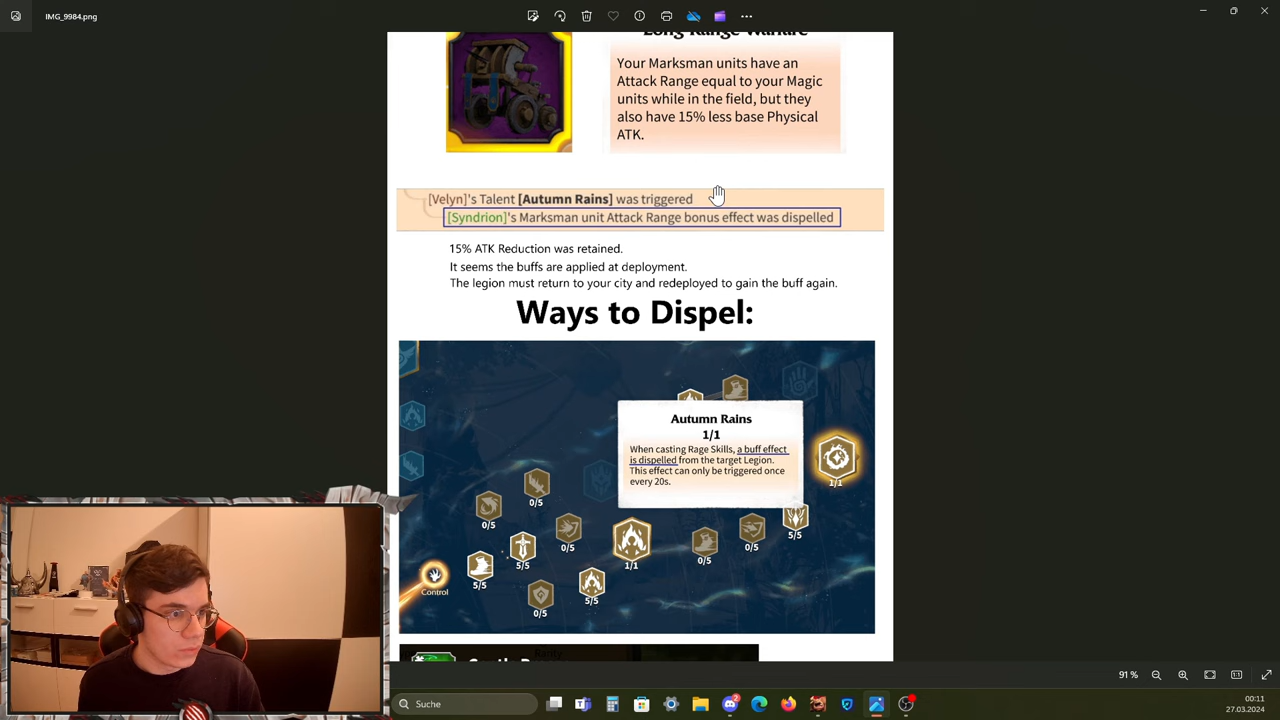 IMG_9984.png
Long Range Warfare
Your Marksman units have an
Attack Range equal to your Magic
units while in the field, but they
also have 15% less base Physical
ATK.
[Velyn]'s Talent [Autumn Rains] was triggered
[Syndrion]'s Marksman unit Attack Range bonus effect was dispelled
15% ATK Reduction was retained.
It seems the buffs are applied at deployment.
The legion must return to your city and redeployed to gain the buff again.
Ways to Dispel:
Autumn Rains
1/1
When casting Rage Skills, a buff effect
is dispelled from the target Legion.
This effect can only be triggered once
every 20s.
1/1
0/5
0/5
0/5
5/5
5/5
1/1
0/5
0/5
5/5
5/5
0/5
Control
Rarity
91 %
Suche
2
00:11
27.03.2024